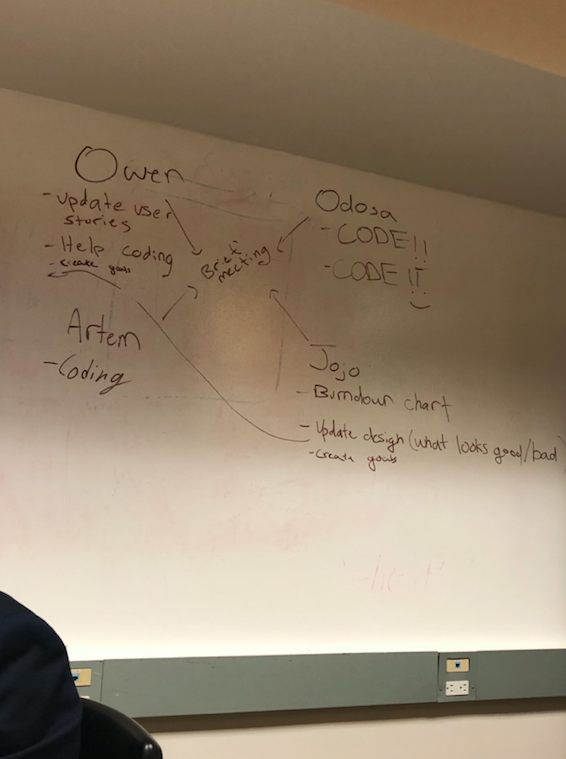 Owen
- update user
stories
- Help coding
- create goals
Brief
meeting
Odosa
- CODE!!
- CODE!!
Artem
- Coding
Jojo
- Burndown chart
- Update design (what looks good/bad)
- create goals